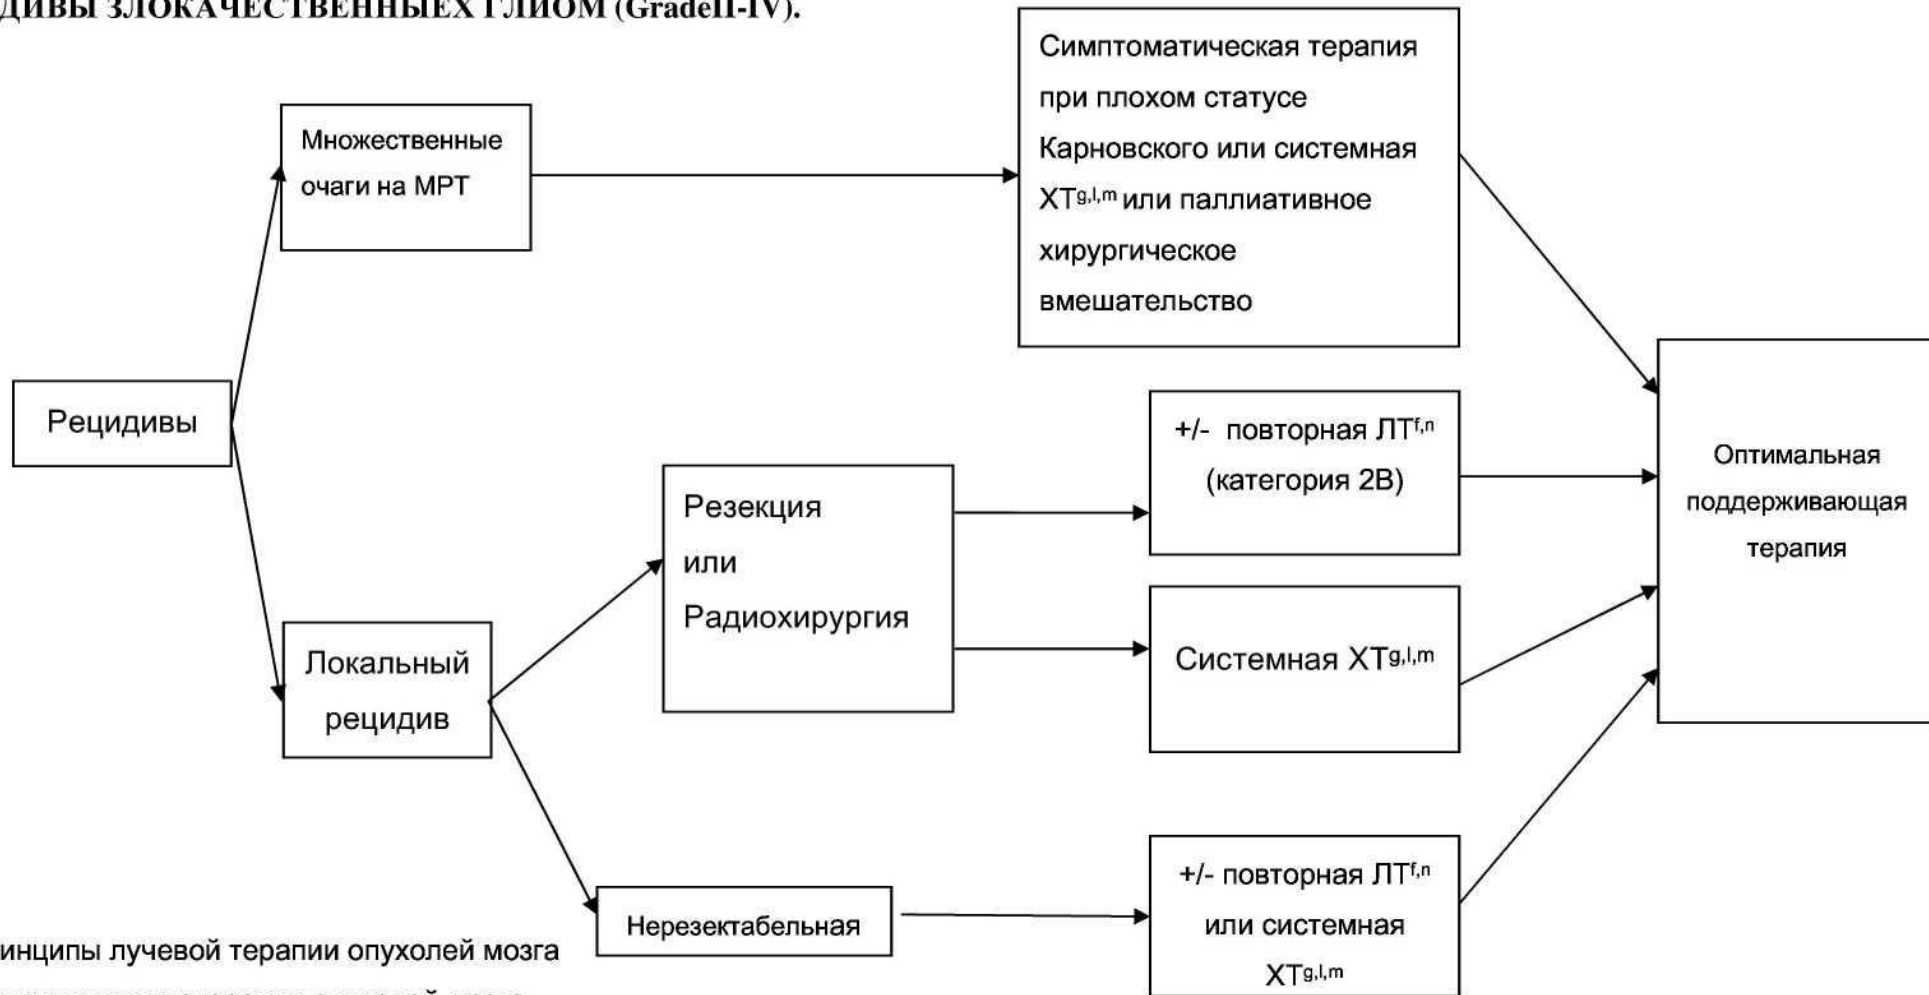 ДИВЫ ЗЛОКАЧЕСТВЕННЫЕХ ГЛИОМ (GradeII-IV).
Симптоматическая терапия
при плохом статусе
Карновского или системная
ХТg,l,m или паллиативное
хирургическое
вмешательство
Множественные
очаги на МРТ
Рецидивы
Локальный
рецидив
Резекция
или
Радиохирургия
+/- повторная ЛТf,n
(категория 2B)
Системная ХТg,l,m
Нерезектабельная
+/- повторная ЛТf,n
или системная
ХТg,l,m
Оптимальная
поддерживающая
терапия
инципы лучевой терапии опухолей мозга